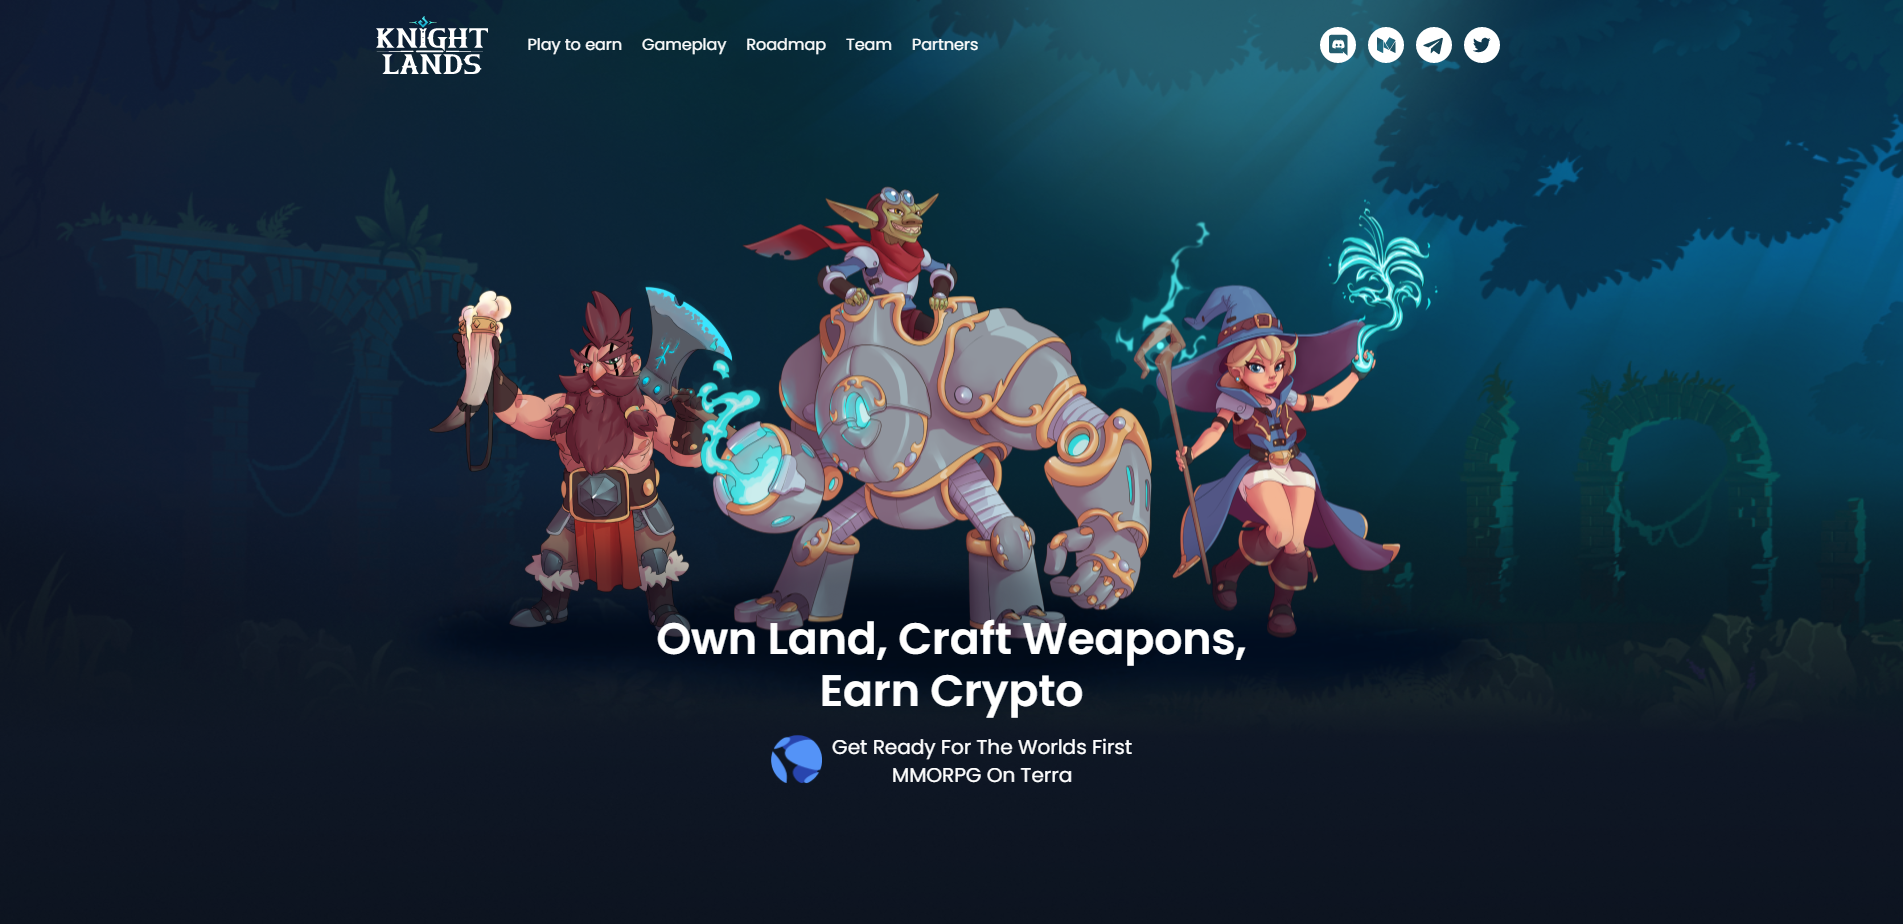 KNIGHT
LANDS
Play to earn Gameplay Roadmap Team Partners
Own Land, Craft Weapons,
Earn Crypto
Get Ready For The Worlds First
MMORPG On Terra